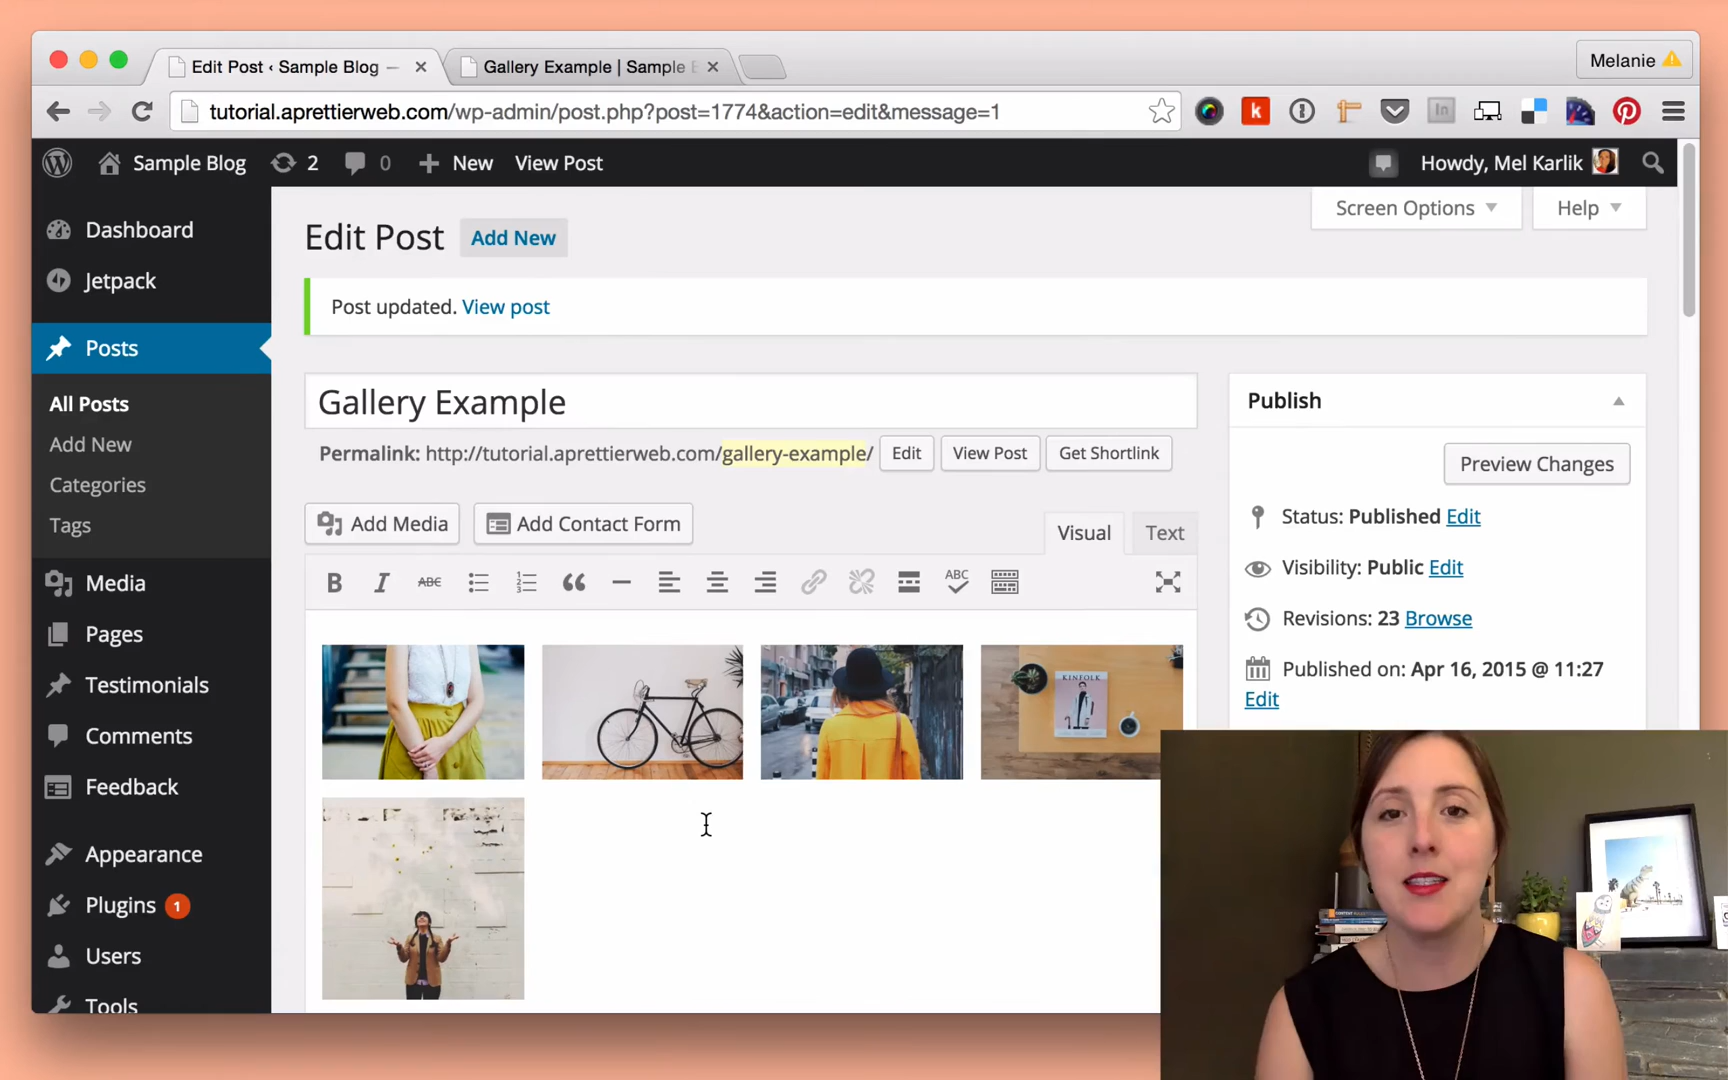 Edit Post ‹ Sample Blog —
Gallery Example | Sample
Melanie
tutorial.aprettierweb.com/wp-admin/post.php?post=1774&action=edit&message=1
Sample Blog 2 0 New View Post
Howdy, Mel Karlik
Screen Options
Help
Dashboard
Jetpack
Posts
All Posts
Add New
Categories
Tags
Media
Pages
Testimonials
Comments
Feedback
Appearance
Plugins 1
Users
Tools
Edit Post Add New
Post updated. View post
Gallery Example
Permalink: http://tutorial.aprettierweb.com/gallery-example/ Edit View Post Get Shortlink
Add Media Add Contact Form
Visual Text
B I ABC ABC
KINFOLK
Publish
Preview Changes
Status: Published Edit
Visibility: Public Edit
Revisions: 23 Browse
Published on: Apr 16, 2015 @ 11:27
Edit